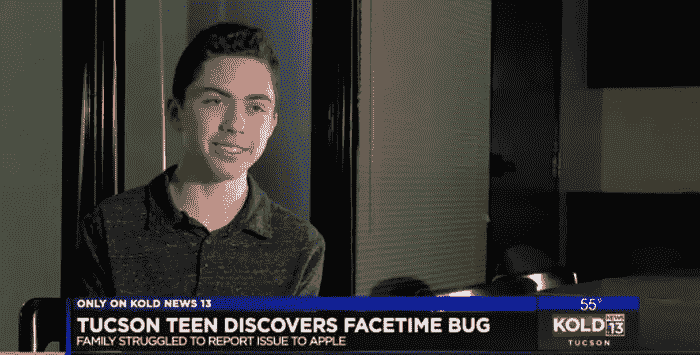 ONLY ON KOLD NEWS 13
55°
TUCSON TEEN DISCOVERS FACETIME BUG
KOLD NEWS 13
FAMILY STRUGGLED TO REPORT ISSUE TO APPLE
TUCSON